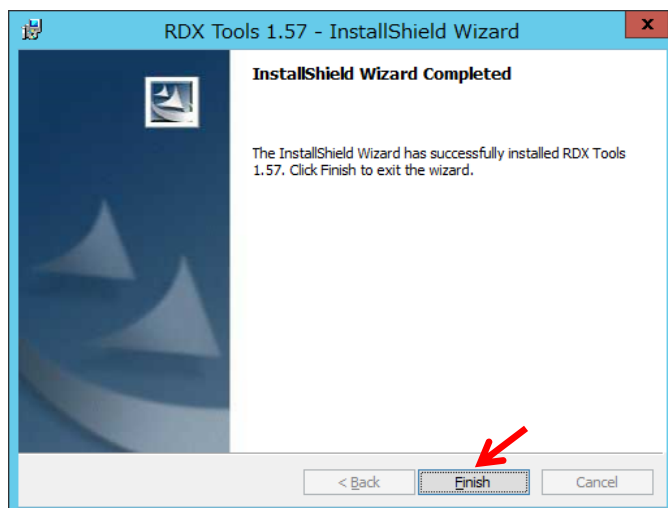 RDX Tools 1.57 - InstallShield Wizard
x
InstallShield Wizard Completed
The InstallShield Wizard has successfully installed RDX Tools
1.57. Click Finish to exit the wizard.
< Back Finish Cancel